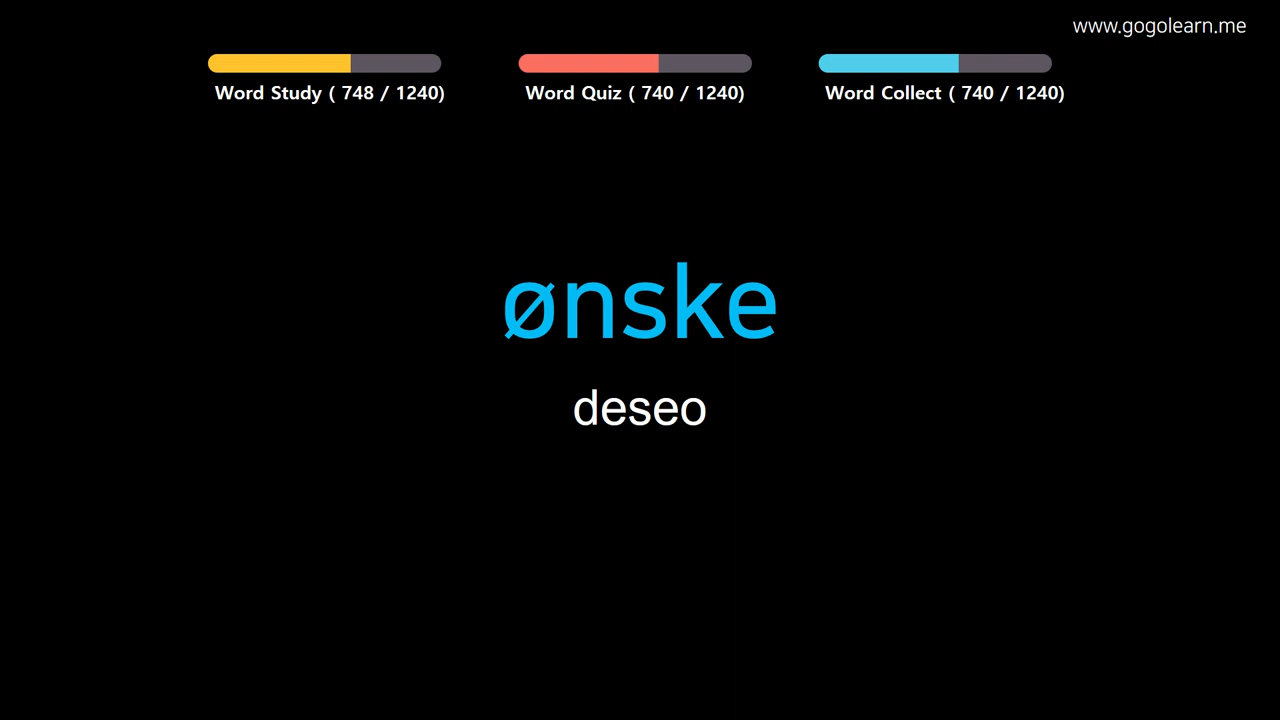 www.gogolearn.me
Word Study ( 748 / 1240)
Word Quiz ( 740 / 1240)
Word Collect ( 740 / 1240)
ønske
deseo